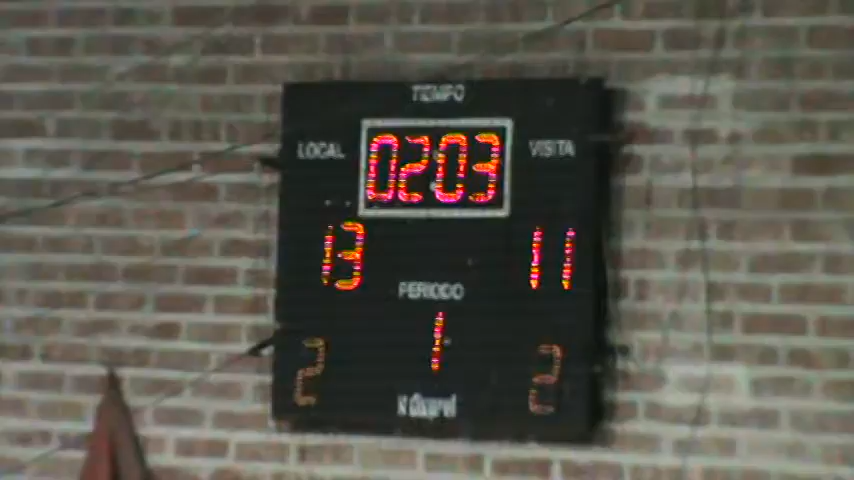 TIEMPO
LOCAL 0203 VISITA
13 11
PERIODO
1
2 2